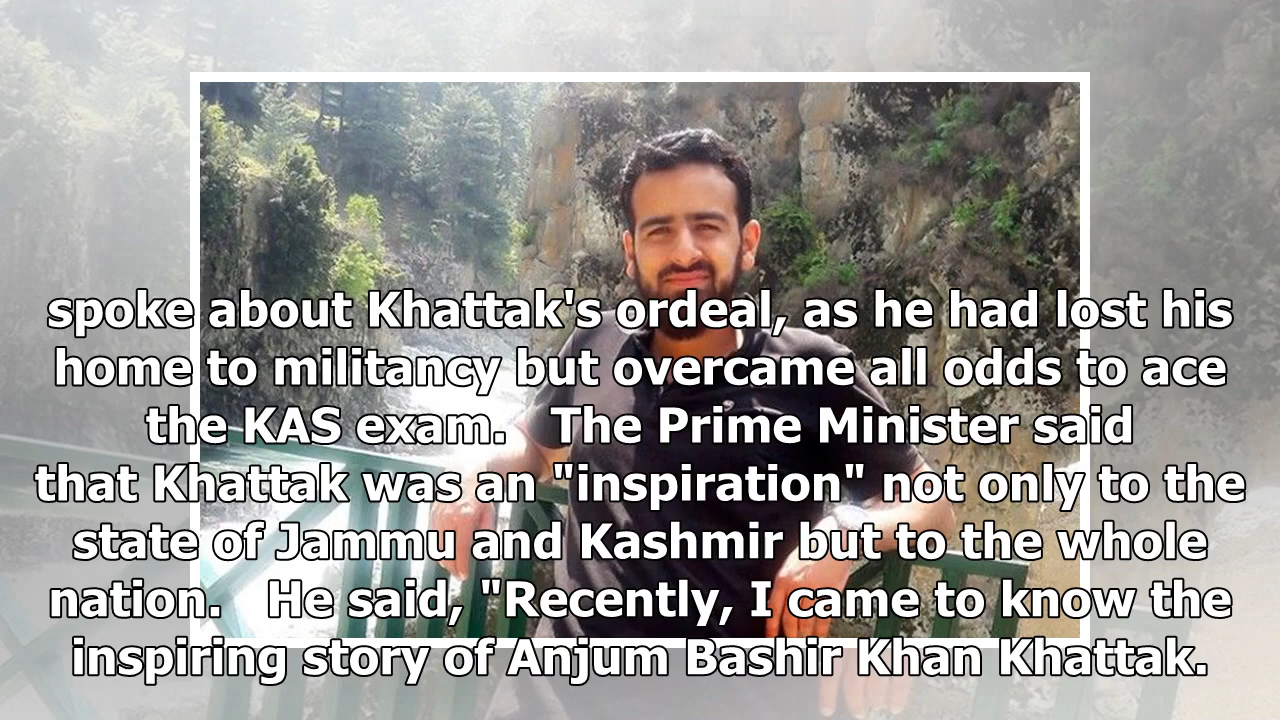 spoke about Khattak's ordeal, as he had lost his
home to militancy but overcame all odds to ace
the KAS exam.   The Prime Minister said
that Khattak was an "inspiration" not only to the
state of Jammu and Kashmir but to the whole
nation.   He said, "Recently, I came to know the
inspiring story of Anjum Bashir Khan Khattak.